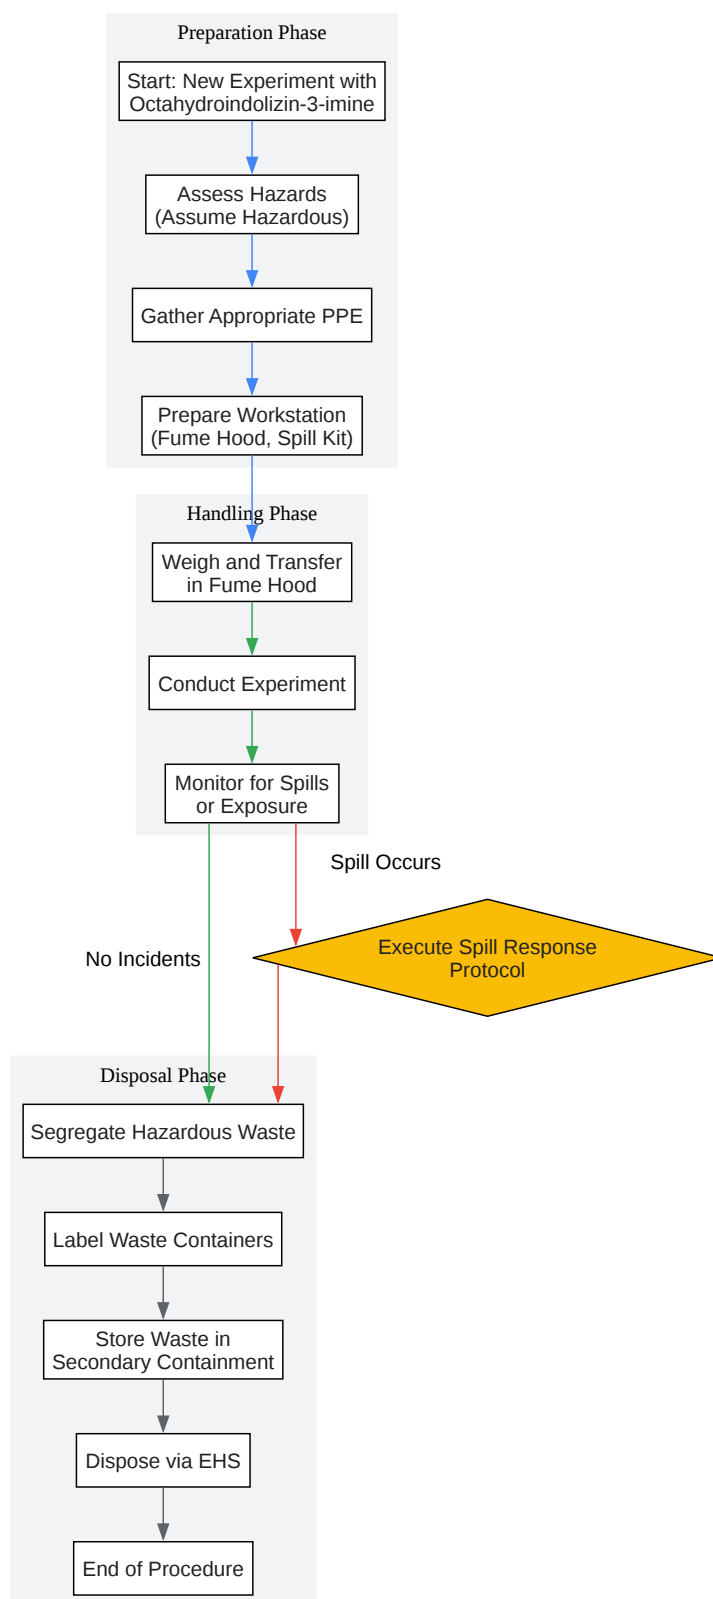 Preparation Phase
Start: New Experiment with
Octahydroindolizin-3-imine
Assess Hazards
(Assume Hazardous)
Gather Appropriate PPE
Prepare Workstation
(Fume Hood, Spill Kit)
Handling Phase
Weigh and Transfer
in Fume Hood
Conduct Experiment
Monitor for Spills
or Exposure
Spill Occurs
No Incidents
Execute Spill Response
Protocol
Disposal Phase
Segregate Hazardous Waste
Label Waste Containers
Store Waste in
Secondary Containment
Dispose via EHS
End of Procedure